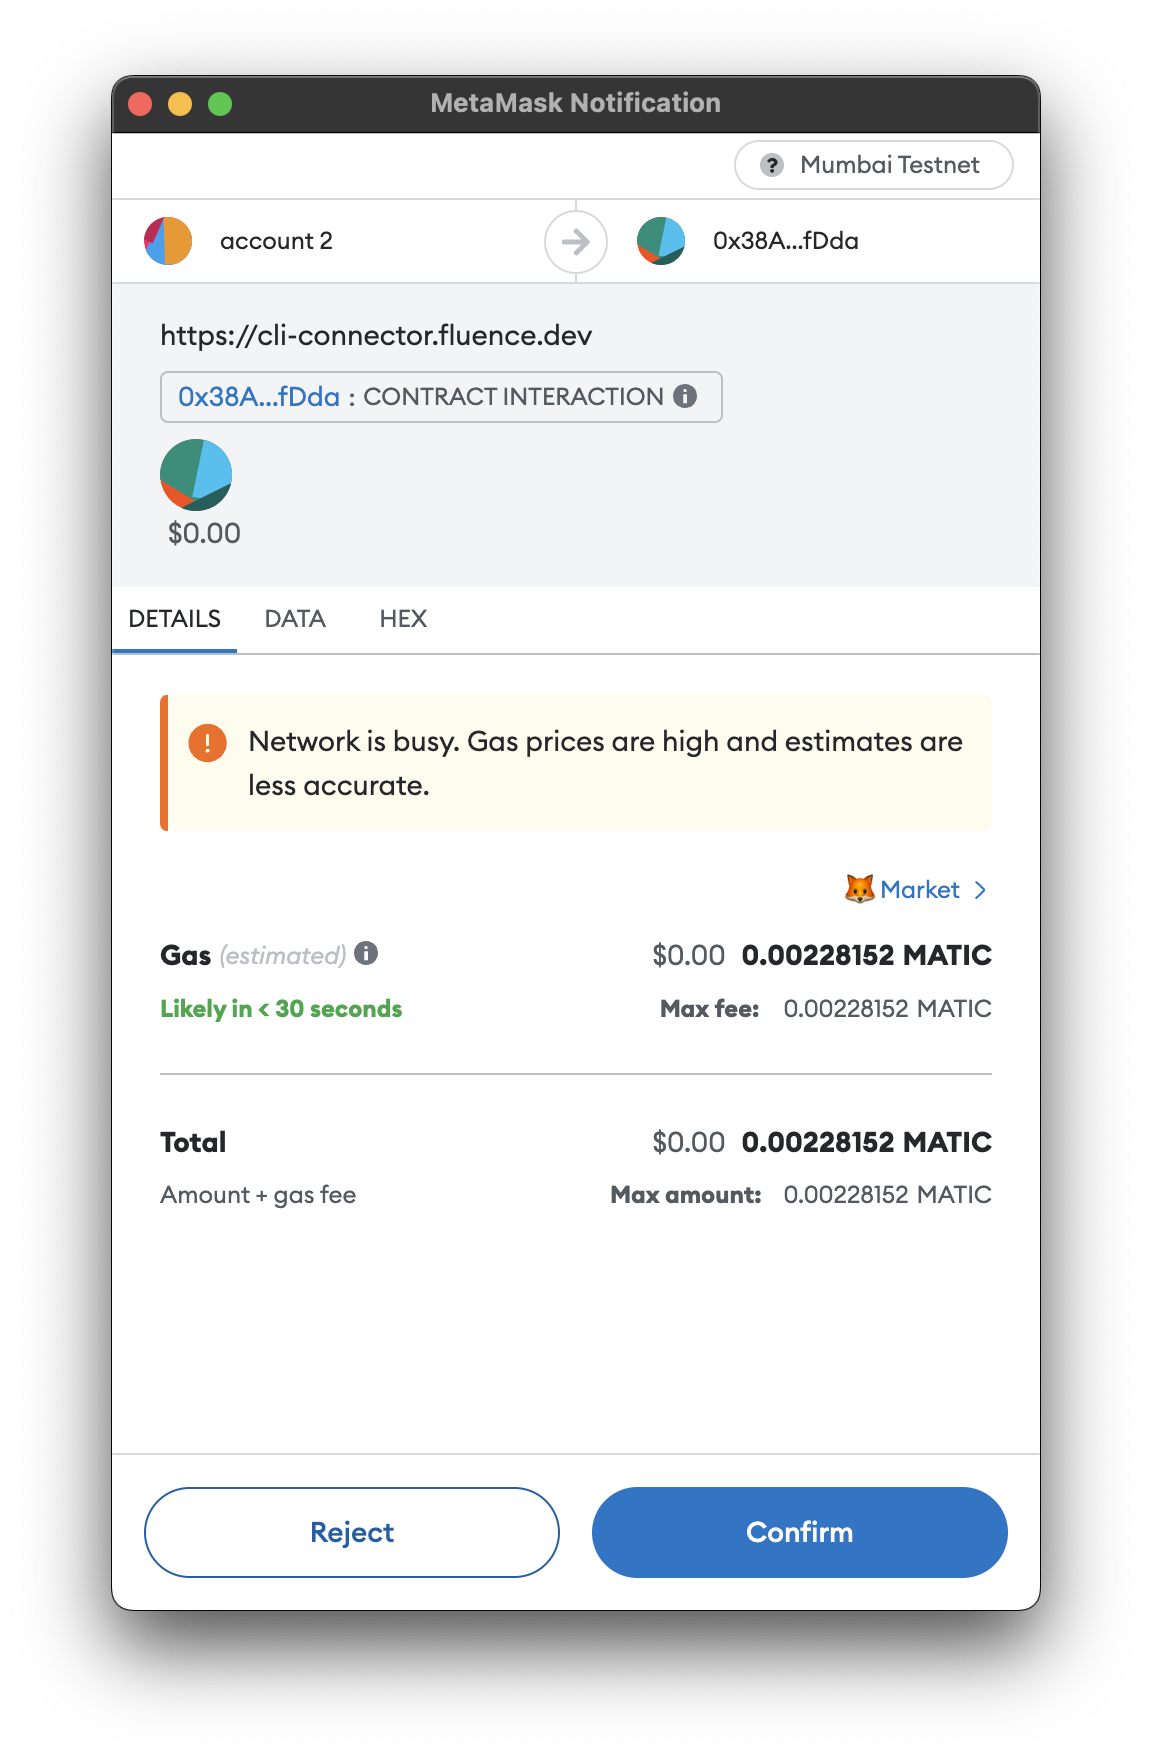 MetaMask Notification
? Mumbai Testnet
account 2
0x38A...fDda
https://cli-connector.fluence.dev
0x38A...fDda : CONTRACT INTERACTION
$0.00
DETAILS DATA HEX
Network is busy. Gas prices are high and estimates are
less accurate.
Market >
Gas (estimated) $0.00 0.00228152 MATIC
Likely in < 30 seconds Max fee: 0.00228152 MATIC
Total $0.00 0.00228152 MATIC
Amount + gas fee Max amount: 0.00228152 MATIC
Reject Confirm